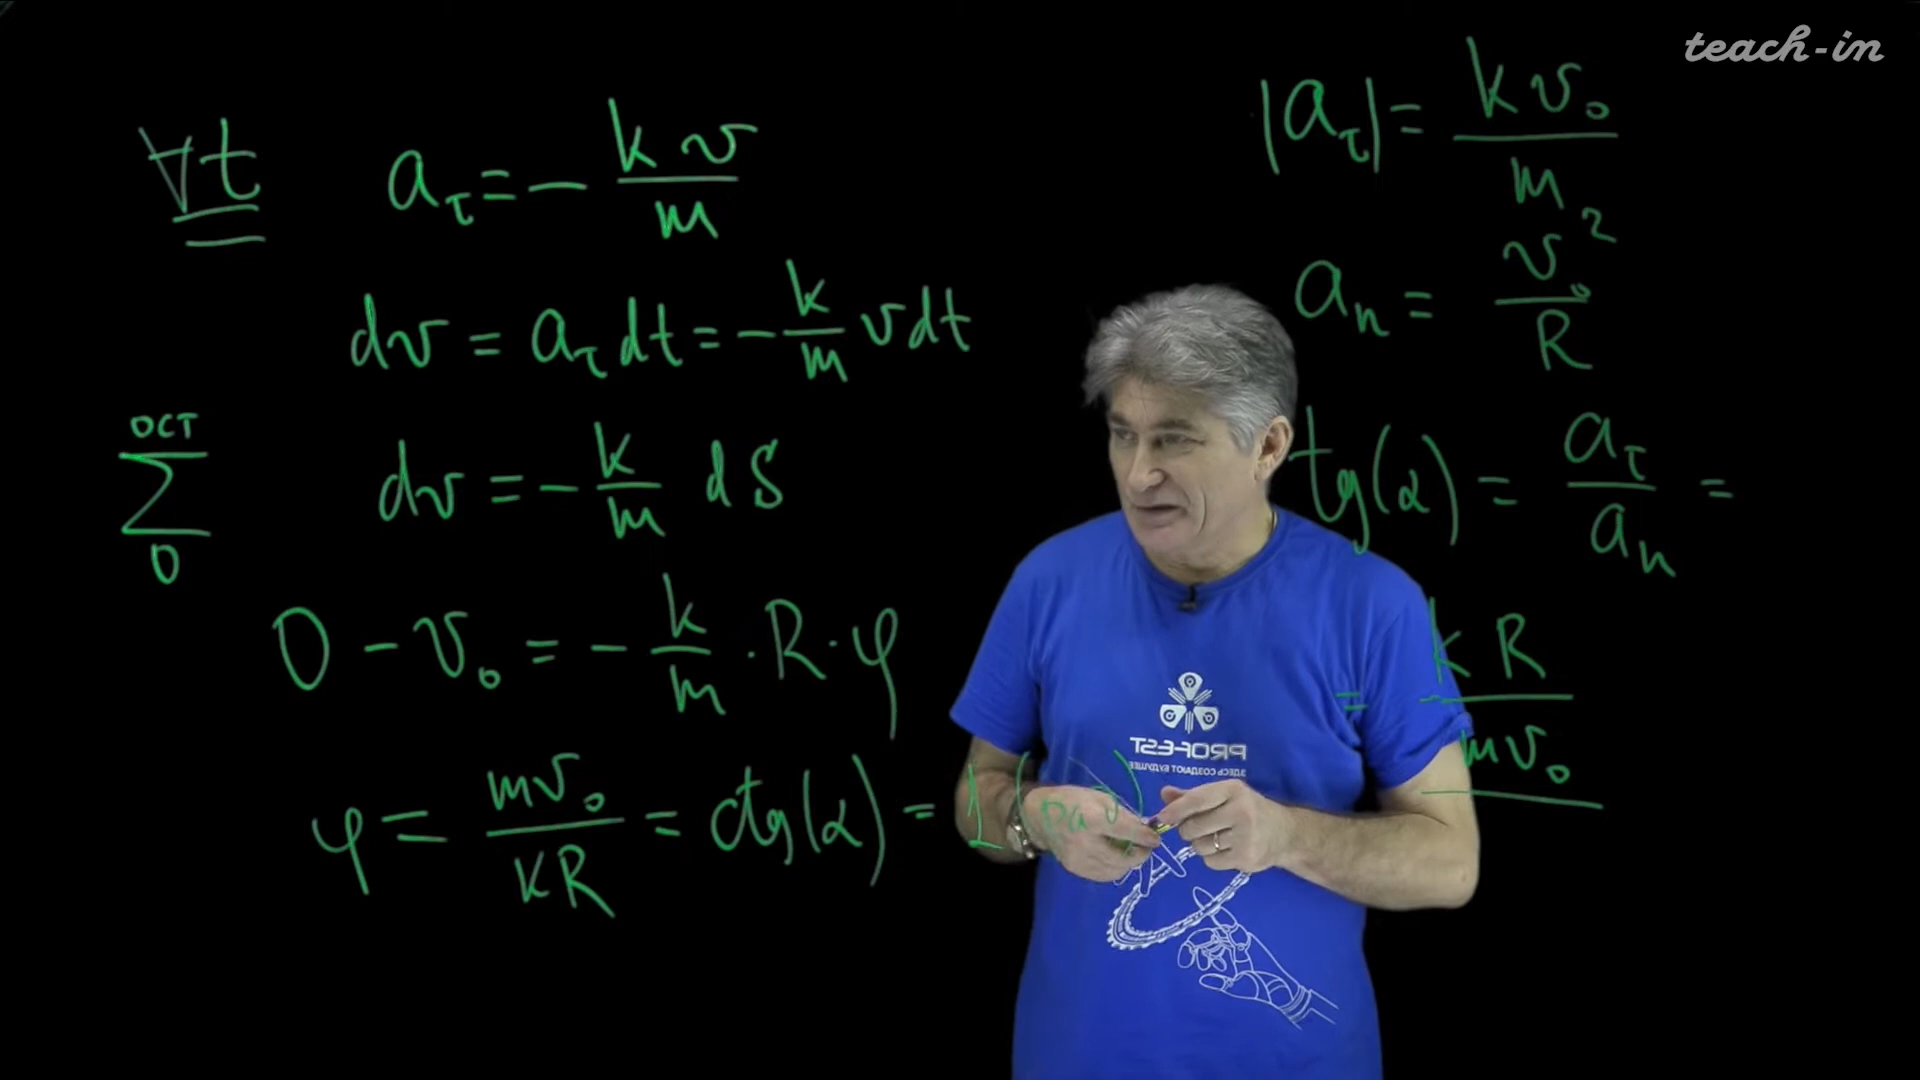 teach-in
∀t
a_τ = - kv/m
dv = a_τ dt = - k/m v dt
ОСТ Σ 0
dv = - k/m dS
0 - v₀ = - k/m · R · φ
φ = mv₀/kR = ctg(α) = 1 (рад)
|a_τ| = kv₀/m
a_n = v₀²/R
tg(α) = a_τ/a_n =
= kR/mv₀
PROFEST
ЗДЕСЬ СОЗДАЮТ БУДУЩЕЕ